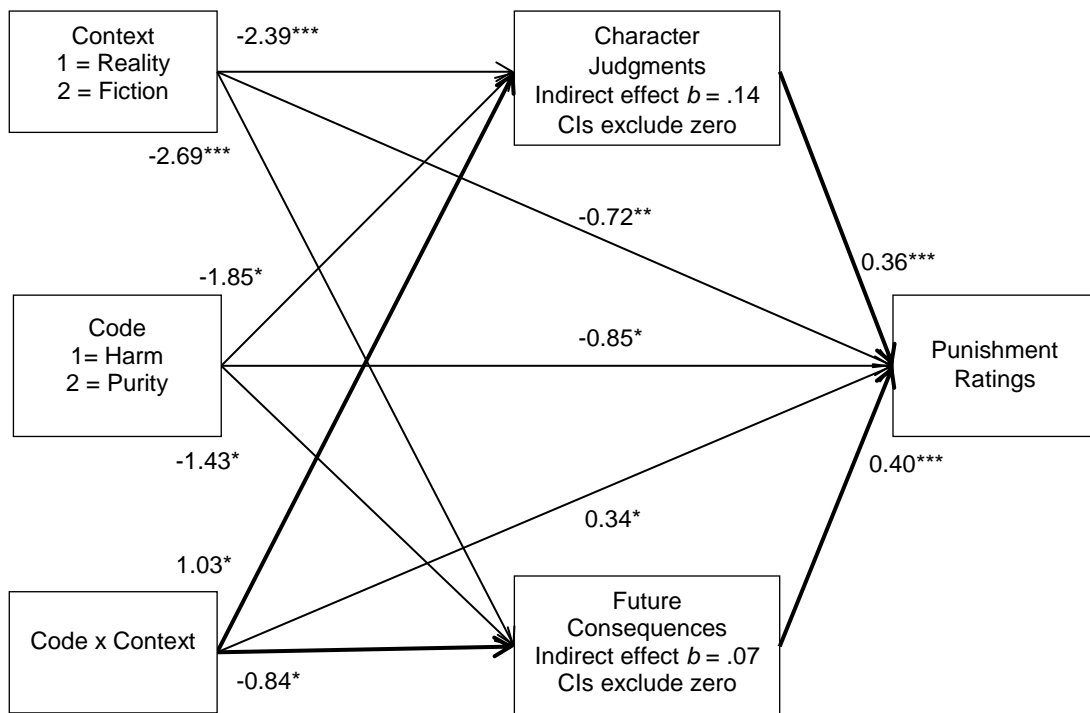 Context
1 = Reality
2 = Fiction
-2.39***
Character
Judgments
Indirect effect b = .14
CIs exclude zero
-2.69***
-0.72**
0.36***
-1.85*
Code
1= Harm
2 = Purity
-0.85*
Punishment
Ratings
-1.43*
0.40***
0.34*
1.03*
Code x Context
Future
Consequences
Indirect effect b = .07
CIs exclude zero
-0.84*